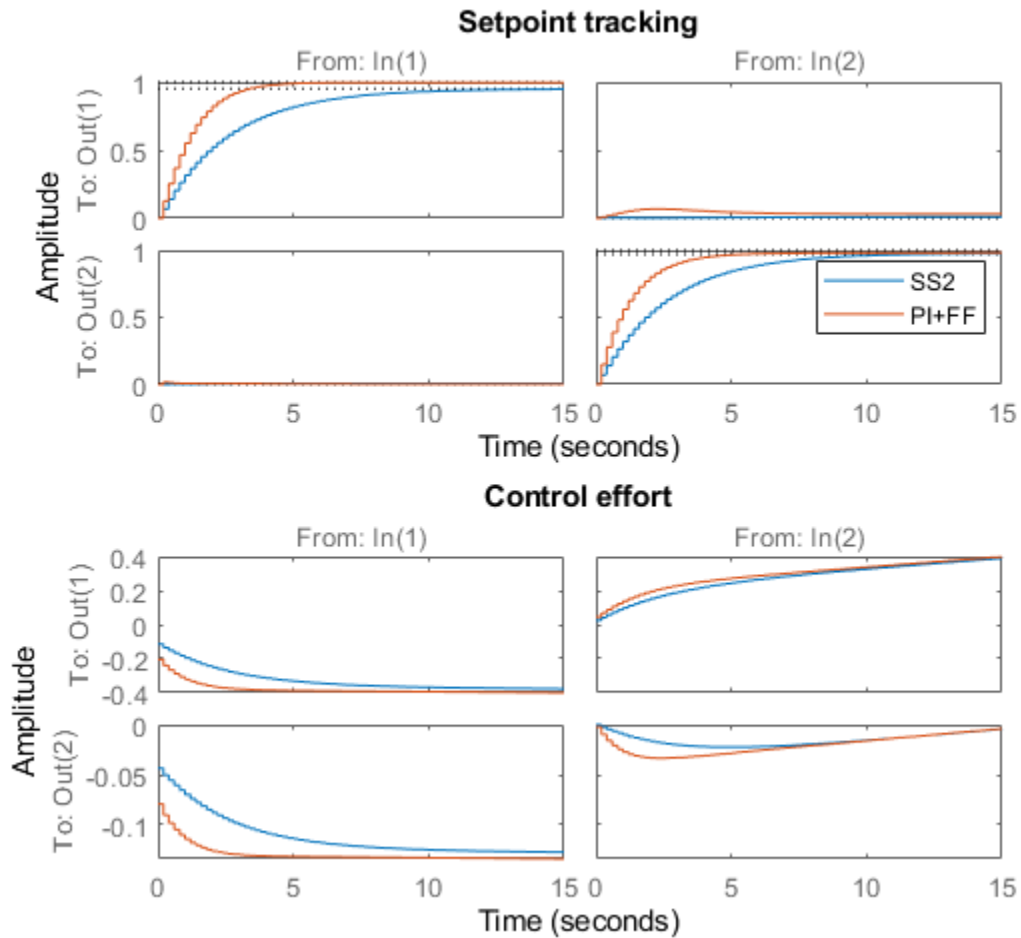 Setpoint tracking
From: In(1)
From: In(2)
Amplitude
To: Out(1)
1
0.5
0
To: Out(2)
1
0.5
0
SS2
PI+FF
0 5 10 15 0 5 10 15
Time (seconds)
Control effort
From: In(1)
From: In(2)
Amplitude
To: Out(1)
0.4
0.2
0
-0.2
-0.4
To: Out(2)
0
-0.05
-0.1
0 5 10 15 0 5 10 15
Time (seconds)